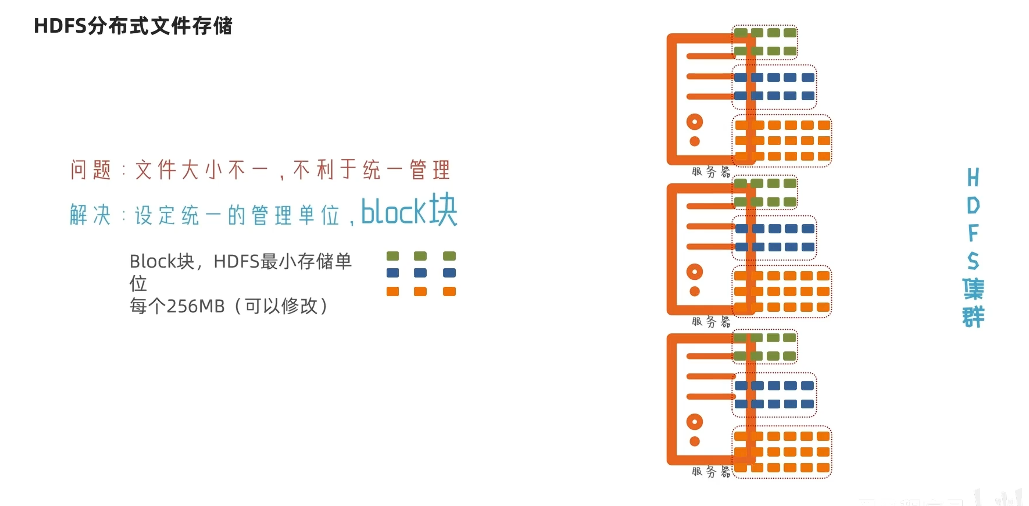 HDFS分布式文件存储
问题：文件大小不一，不利于统一管理
解决：设定统一的管理单位，block块
Block块，HDFS最小存储单
位
每个256MB（可以修改）
服务器
服务器
服务器
HDFS集群